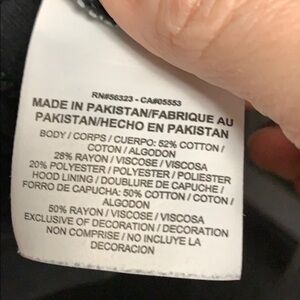 RN#56323 - CA#05553
MADE IN PAKISTAN/FABRIQUE AU
PAKISTAN/HECHO EN PAKISTAN
BODY / CORPS / CUERPO: 52% COTTON /
COTON / ALGODON
28% RAYON / VISCOSE / VISCOSA
20% POLYESTER / POLYESTER / POLIESTER
HOOD LINING / DOUBLURE DE CAPUCHE /
FORRO DE CAPUCHA: 50% COTTON / COTON /
ALGODON
50% RAYON / VISCOSE / VISCOSA
EXCLUSIVE OF DECORATION / DECORATION
NON COMPRISE / NO INCLUYE LA
DECORACION